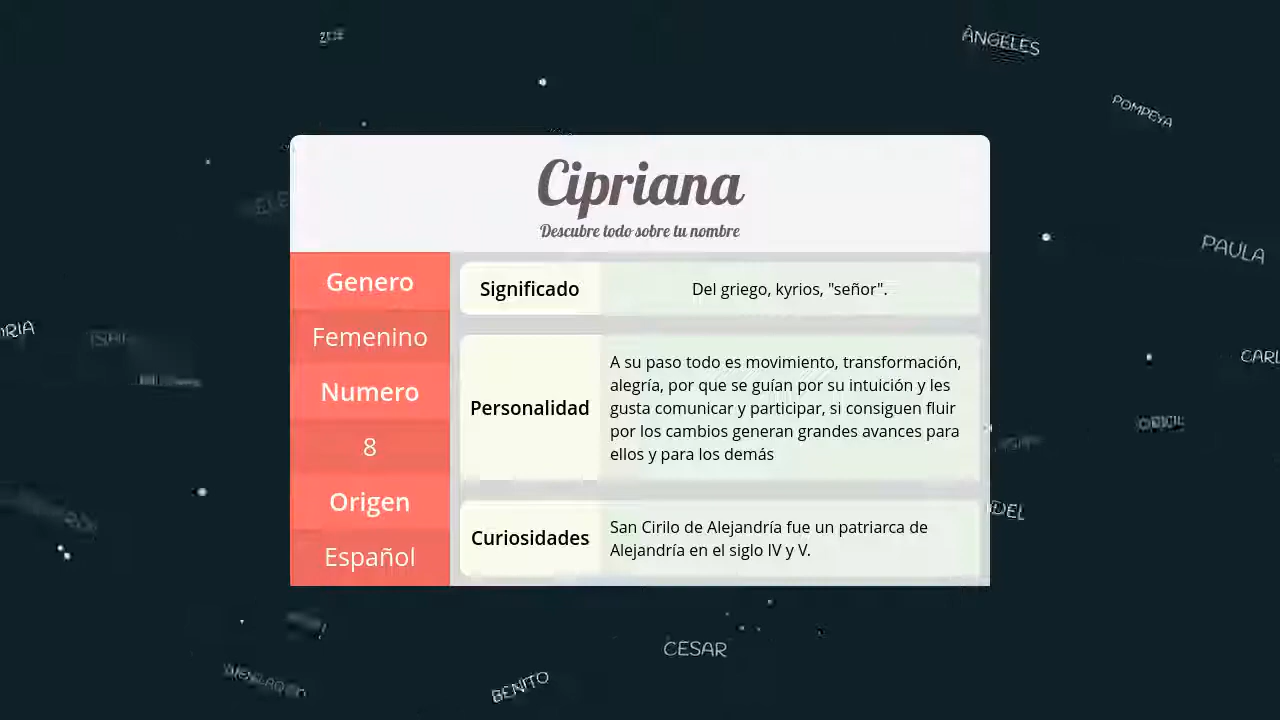 ÁNGELES
POMPEYA
Cipriana
Descubre todo sobre tu nombre
PAULA
Genero
Femenino
Numero
8
Origen
Español
Significado
Del griego, kyrios, "señor".
Personalidad
A su paso todo es movimiento, transformación,
alegría, por que se guían por su intuición y les
gusta comunicar y participar, si consiguen fluir
por los cambios generan grandes avances para
ellos y para los demás
Curiosidades
San Cirilo de Alejandría fue un patriarca de
Alejandría en el siglo IV y V.
RIA
CARL
DEL
CESAR
BENITO